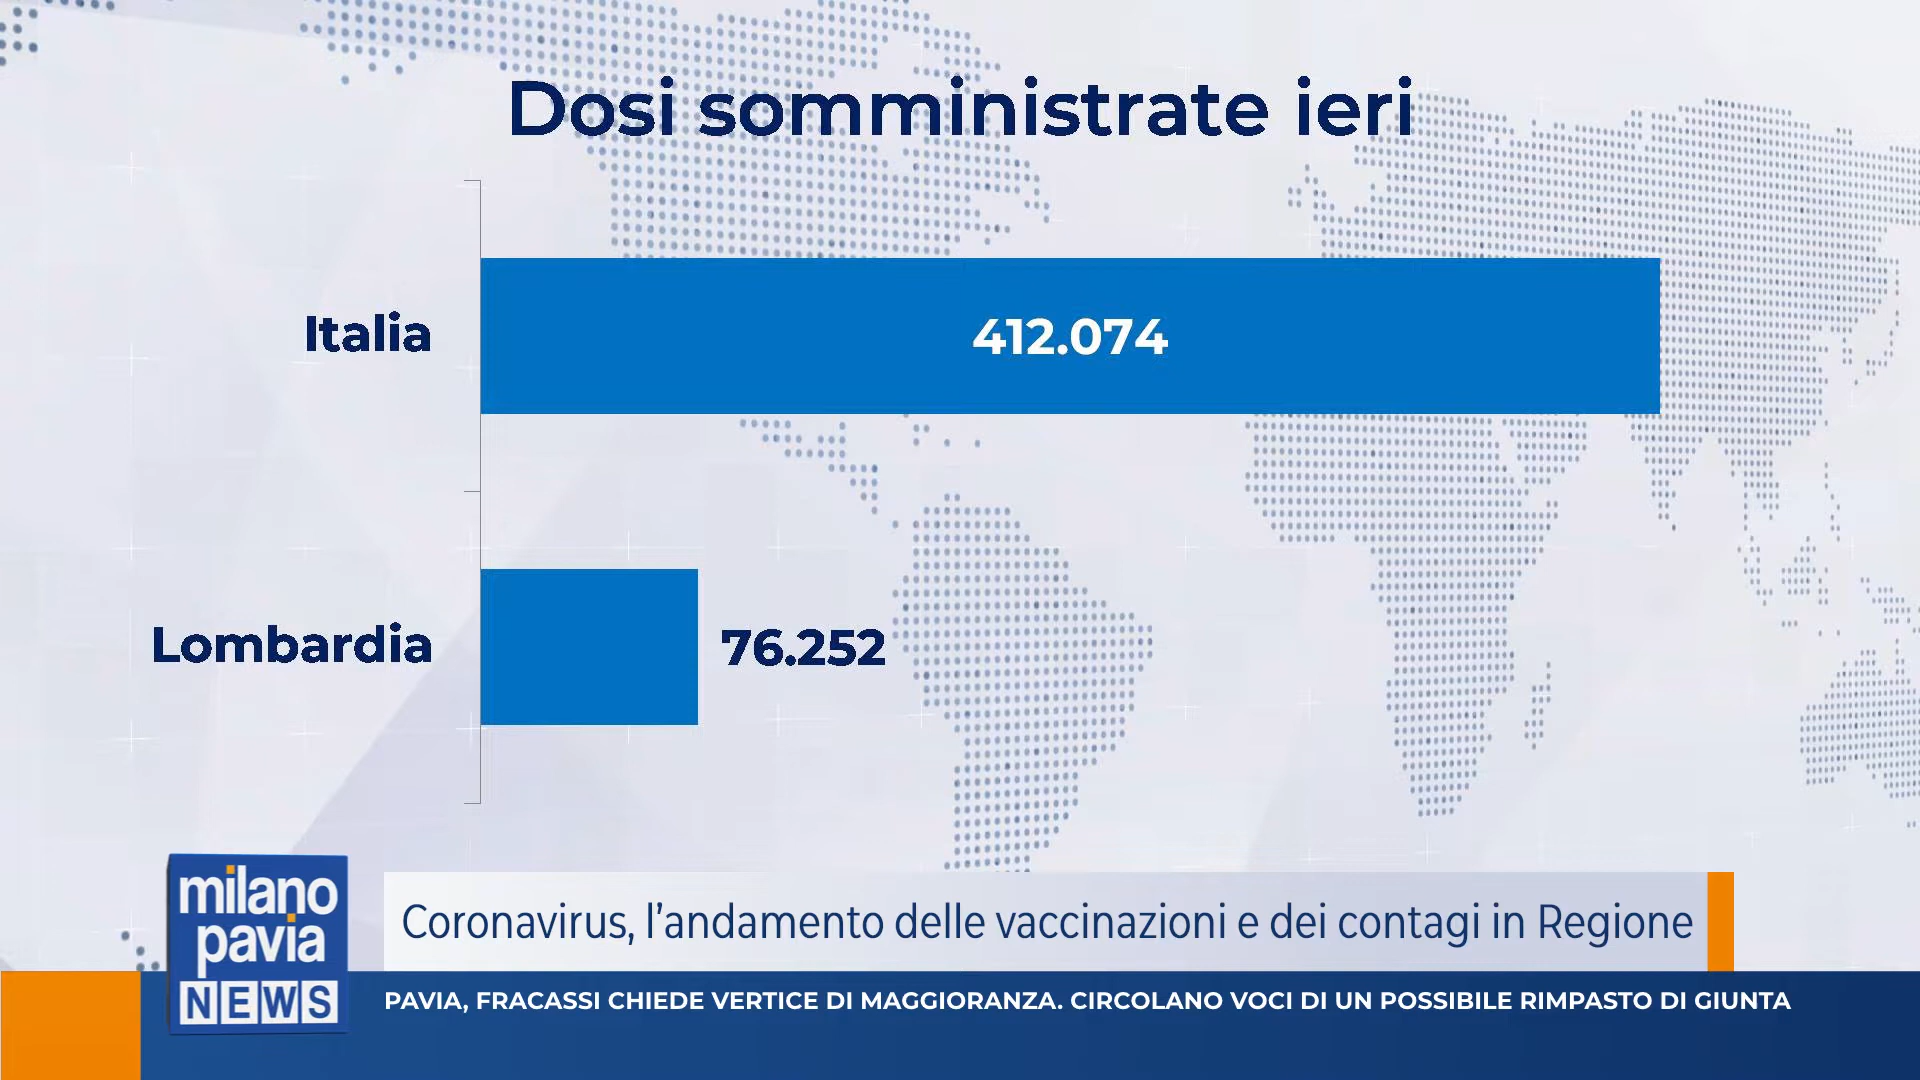 Dosi somministrate ieri
Italia
412.074
Lombardia
76.252
milano
pavia
NEWS
Coronavirus, l'andamento delle vaccinazioni e dei contagi in Regione
PAVIA, FRACASSI CHIEDE VERTICE DI MAGGIORANZA. CIRCOLANO VOCI DI UN POSSIBILE RIMPASTO DI GIUNTA